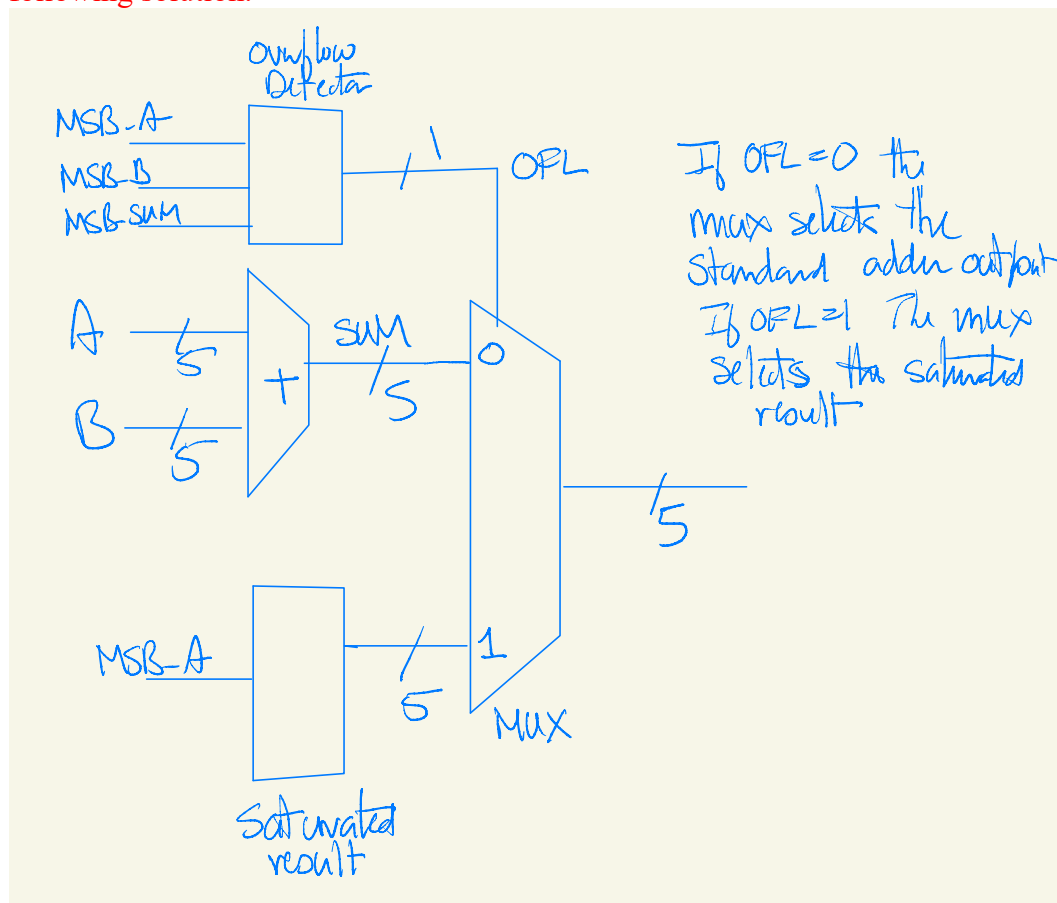 following solution.
Overflow
Detector
MSB-A
MSB-B
MSB-SUM
1
OFL
If OFL=0 the
mux selects the
standard adder output
If OFL=1 The mux
selects the saturated
result
A
5
B
5
+
SUM
5
0
5
MSB-A
5
1
MUX
Saturated
result